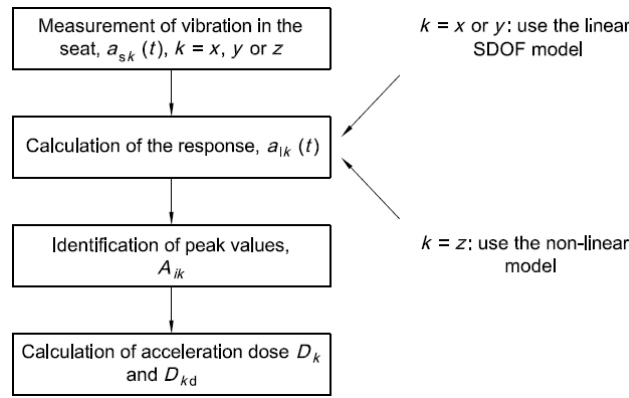 Measurement of vibration in the
seat, a_sk (t), k = x, y or z
k = x or y: use the linear
SDOF model
Calculation of the response, a_lk (t)
Identification of peak values,
A_ik
k = z: use the non-linear
model
Calculation of acceleration dose D_k
and D_kd